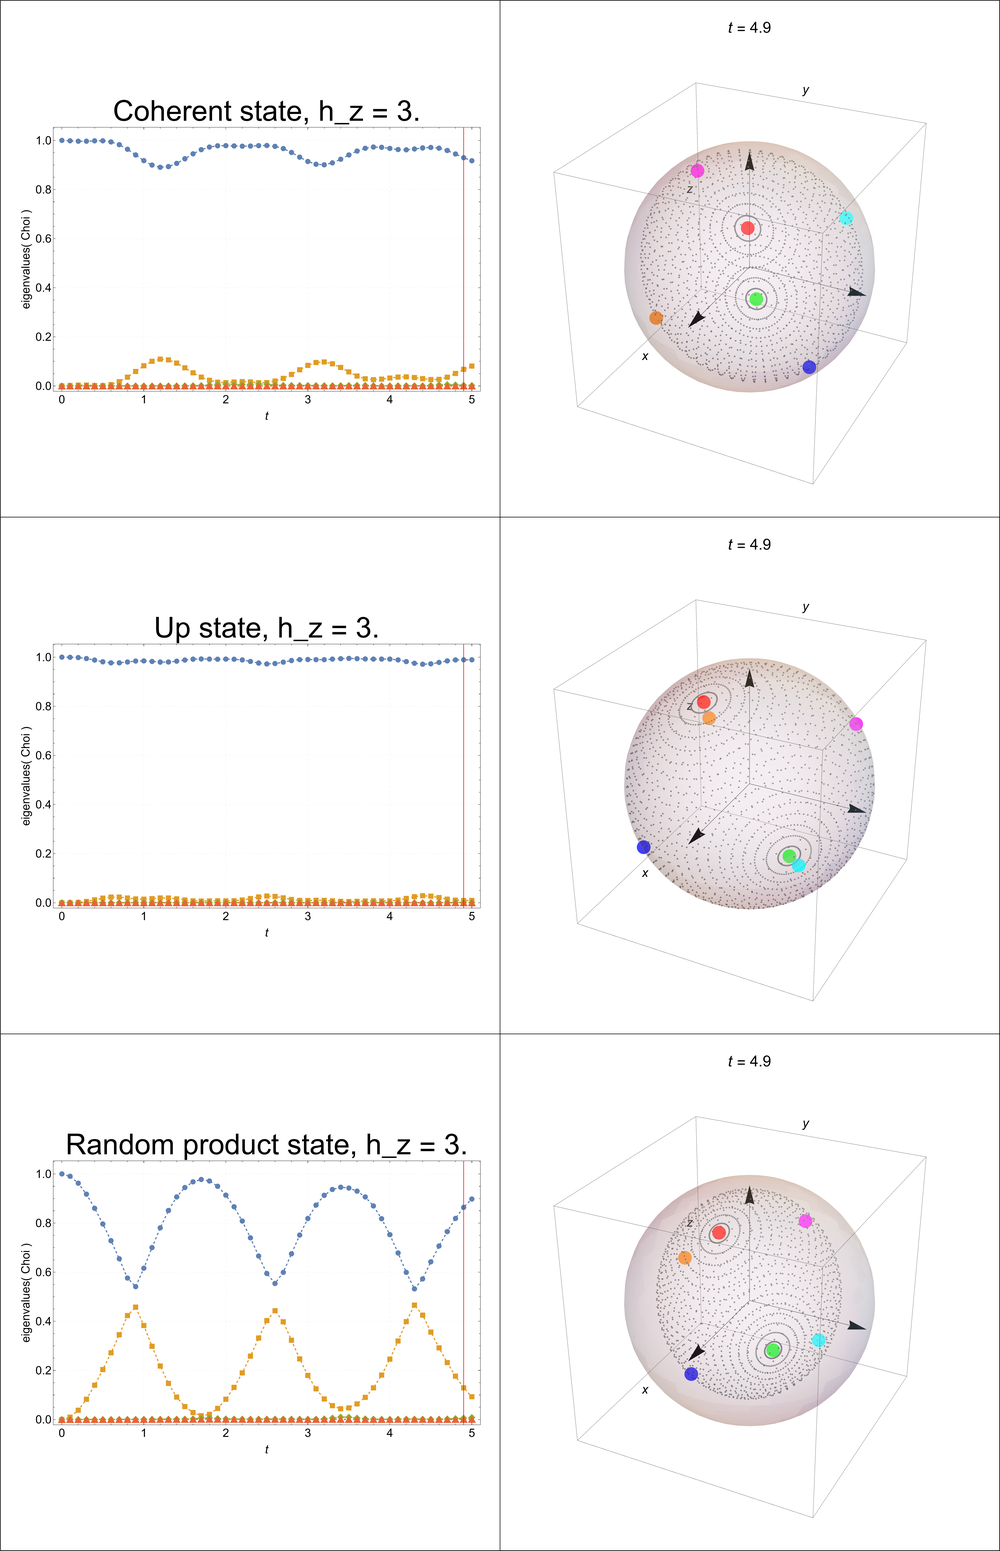 t = 4.9
Coherent state, h_z = 3.
eigenvalues( Choi )
1.0
0.8
0.6
0.4
0.2
0.0
0 1 2 3 4 5
t
y
z
x
t = 4.9
Up state, h_z = 3.
eigenvalues( Choi )
1.0
0.8
0.6
0.4
0.2
0.0
0 1 2 3 4 5
t
y
z
x
t = 4.9
Random product state, h_z = 3.
eigenvalues( Choi )
1.0
0.8
0.6
0.4
0.2
0.0
0 1 2 3 4 5
t
y
z
x